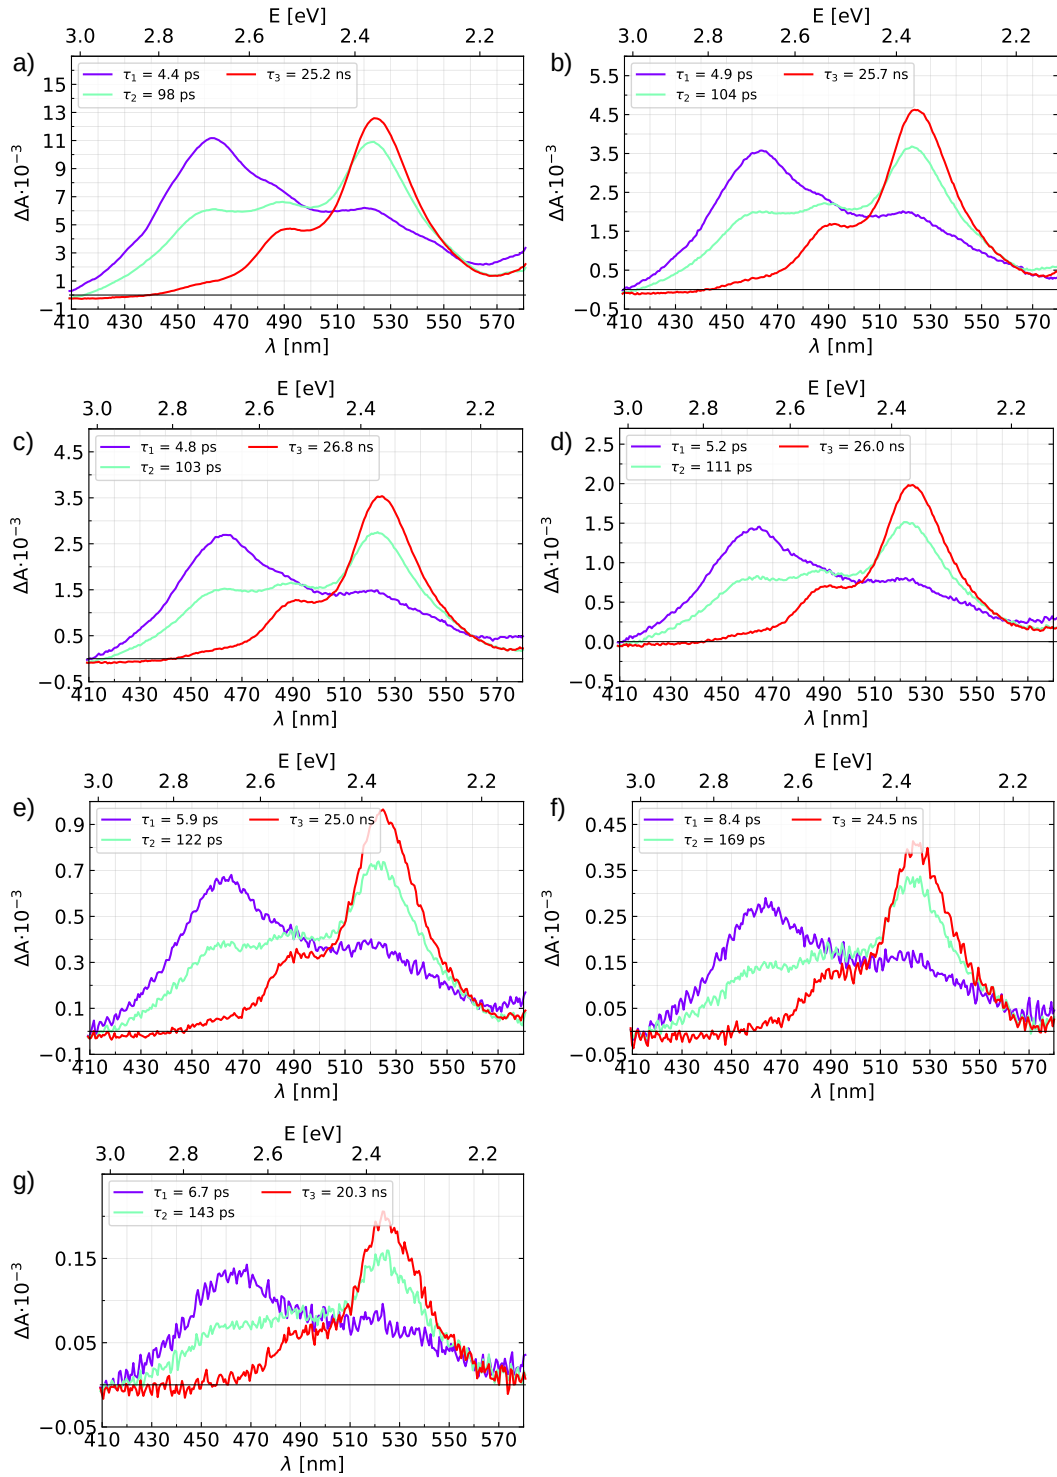 E [eV]
3.0 2.8 2.6 2.4 2.2
a)
τ1 = 4.4 ps τ3 = 25.2 ns
τ2 = 98 ps
15
13
11
9
7
5
3
1
−1
ΔA·10⁻³
410 430 450 470 490 510 530 550 570
λ [nm]
E [eV]
3.0 2.8 2.6 2.4 2.2
b)
τ1 = 4.9 ps τ3 = 25.7 ns
τ2 = 104 ps
5.5
4.5
3.5
2.5
1.5
0.5
−0.5
ΔA·10⁻³
410 430 450 470 490 510 530 550 570
λ [nm]
E [eV]
3.0 2.8 2.6 2.4 2.2
c)
τ1 = 4.8 ps τ3 = 26.8 ns
τ2 = 103 ps
4.5
3.5
2.5
1.5
0.5
−0.5
ΔA·10⁻³
410 430 450 470 490 510 530 550 570
λ [nm]
E [eV]
3.0 2.8 2.6 2.4 2.2
d)
τ1 = 5.2 ps τ3 = 26.0 ns
τ2 = 111 ps
2.5
2.0
1.5
1.0
0.5
0.0
−0.5
ΔA·10⁻³
410 430 450 470 490 510 530 550 570
λ [nm]
E [eV]
3.0 2.8 2.6 2.4 2.2
e)
τ1 = 5.9 ps τ3 = 25.0 ns
τ2 = 122 ps
0.9
0.7
0.5
0.3
0.1
−0.1
ΔA·10⁻³
410 430 450 470 490 510 530 550 570
λ [nm]
E [eV]
3.0 2.8 2.6 2.4 2.2
f)
τ1 = 8.4 ps τ3 = 24.5 ns
τ2 = 169 ps
0.45
0.35
0.25
0.15
0.05
−0.05
ΔA·10⁻³
410 430 450 470 490 510 530 550 570
λ [nm]
E [eV]
3.0 2.8 2.6 2.4 2.2
g)
τ1 = 6.7 ps τ3 = 20.3 ns
τ2 = 143 ps
0.15
0.05
−0.05
ΔA·10⁻³
410 430 450 470 490 510 530 550 570
λ [nm]